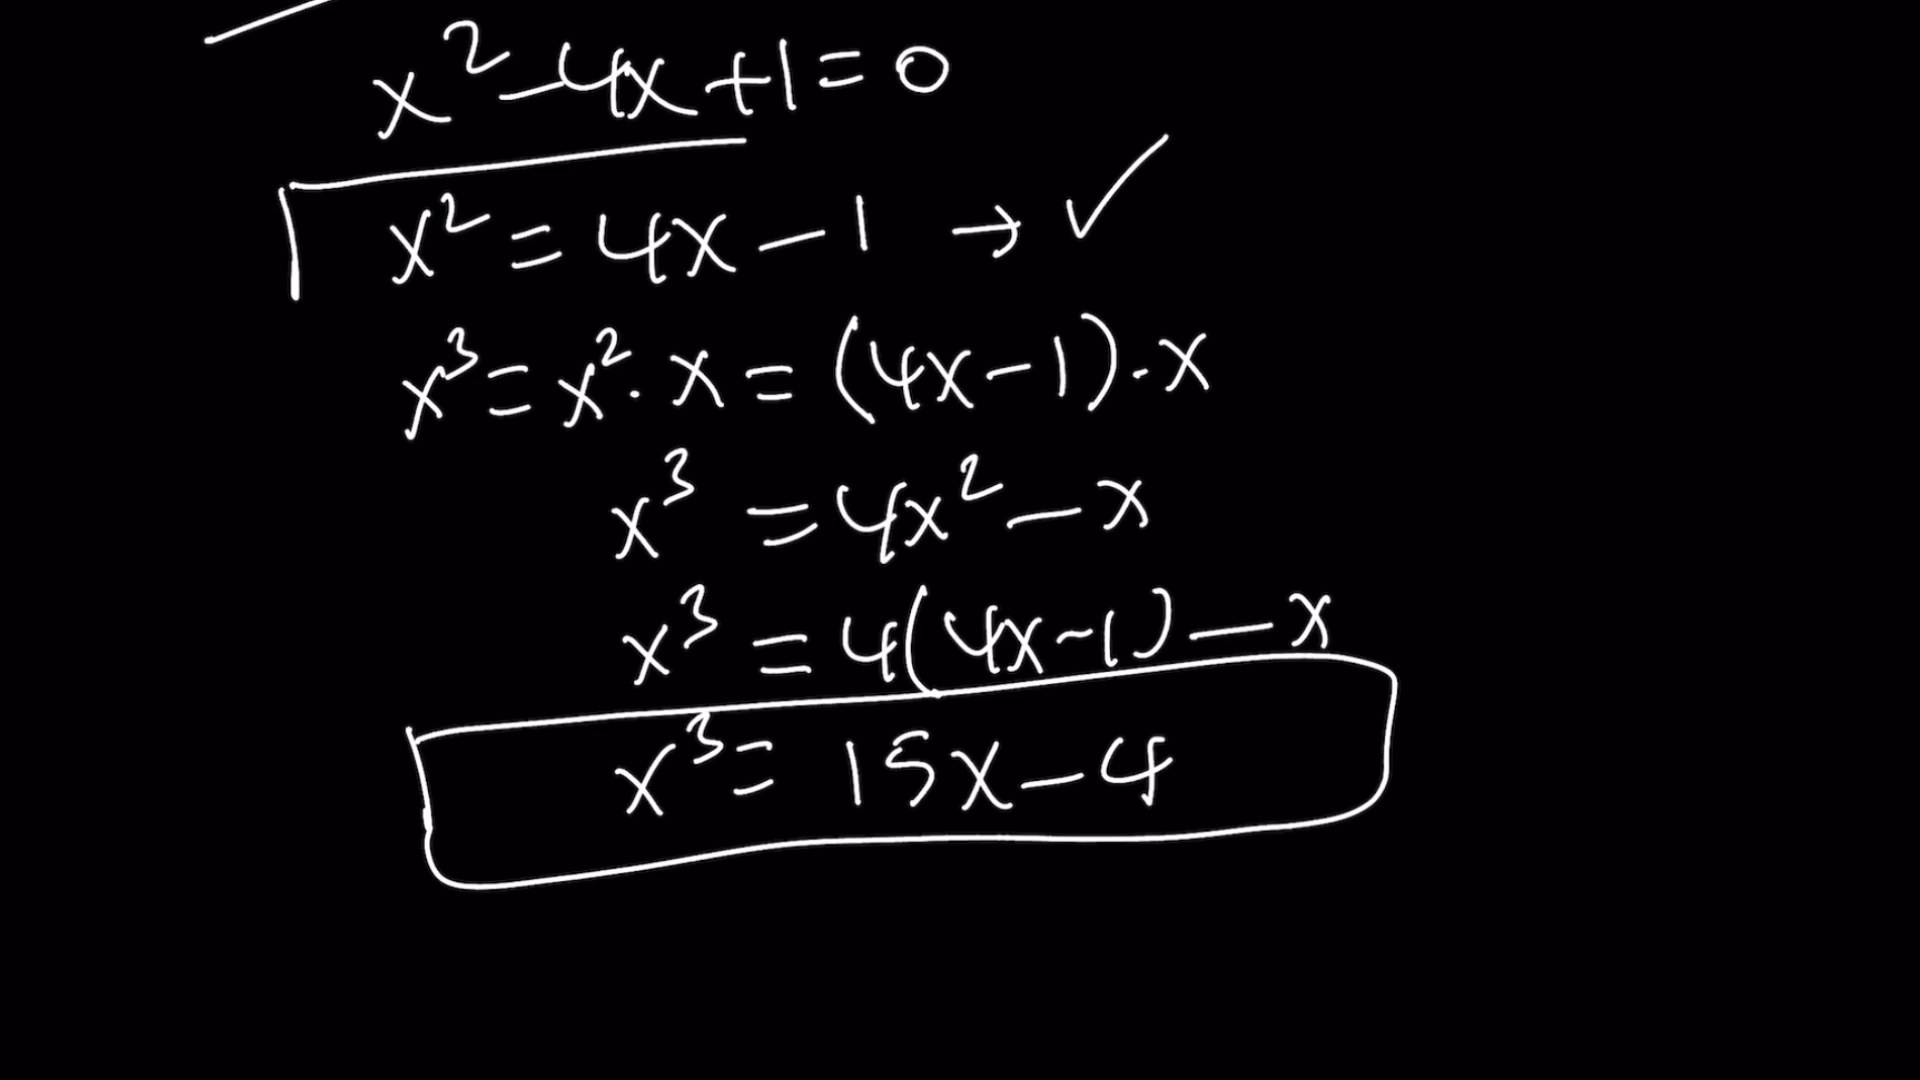 x² - 4x + 1 = 0
x² = 4x - 1 → ✓
x³ = x² · x = (4x - 1) · x
x³ = 4x² - x
x³ = 4(4x - 1) - x
x³ = 15x - 4